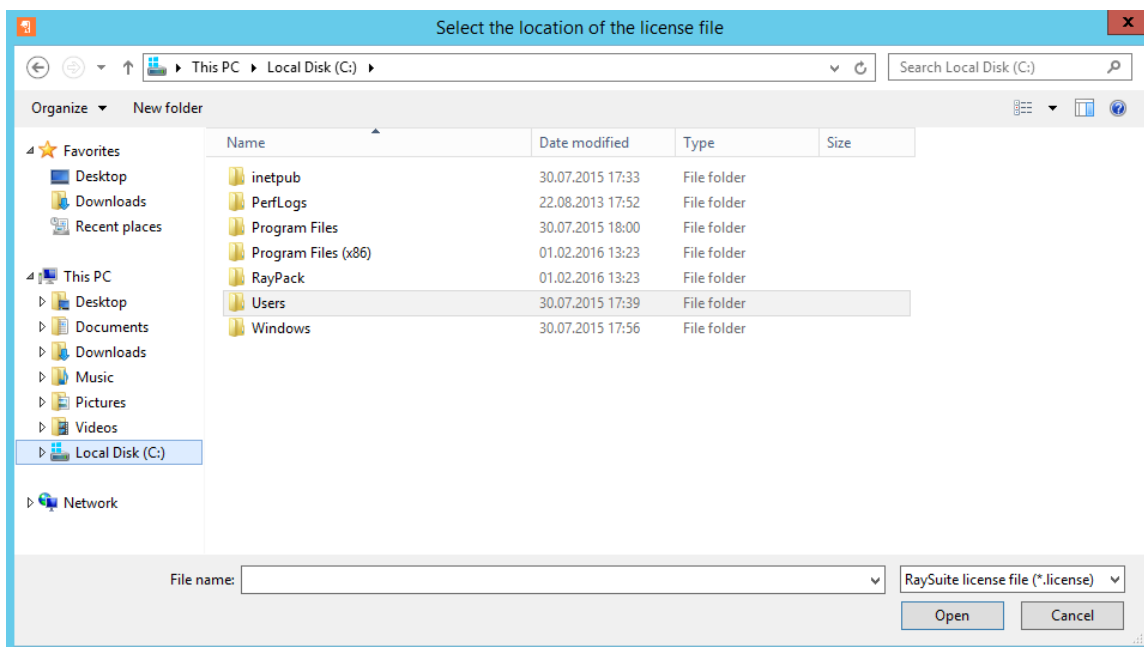 Select the location of the license file
x
This PC Local Disk (C:)
Search Local Disk (C:)
Organize New folder
Name Date modified Type Size
Favorites
Desktop
Downloads
Recent places
This PC
Desktop
Documents
Downloads
Music
Pictures
Videos
Local Disk (C:)
Network
inetpub 30.07.2015 17:33 File folder
PerfLogs 22.08.2013 17:52 File folder
Program Files 30.07.2015 18:00 File folder
Program Files (x86) 01.02.2016 13:23 File folder
RayPack 01.02.2016 13:23 File folder
Users 30.07.2015 17:39 File folder
Windows 30.07.2015 17:56 File folder
File name: RaySuite license file (*.license)
Open Cancel